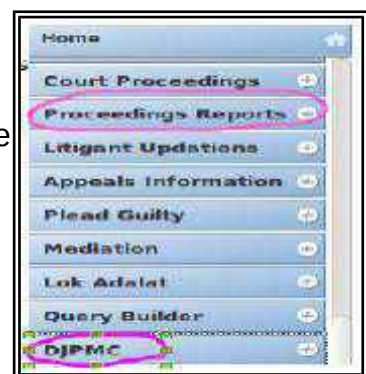 Home
Court Proceedings
Proceedings Reports
e
Litigant Updations
Appeals Information
Plead Guilty
Mediation
Lok Adalat
Query Builder
DJPMC